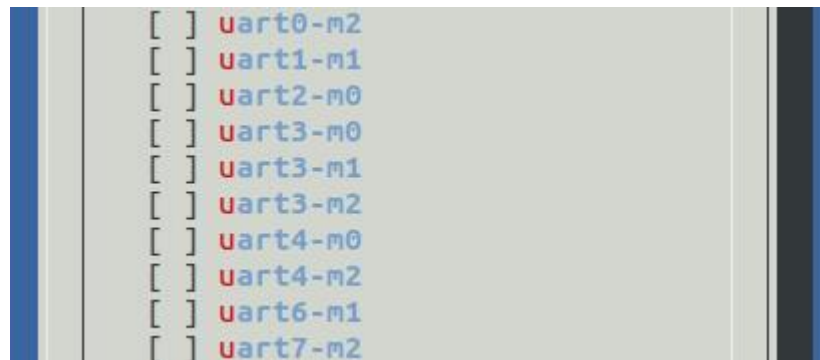 [ ] uart0-m2
[ ] uart1-m1
[ ] uart2-m0
[ ] uart3-m0
[ ] uart3-m1
[ ] uart3-m2
[ ] uart4-m0
[ ] uart4-m2
[ ] uart6-m1
[ ] uart7-m2